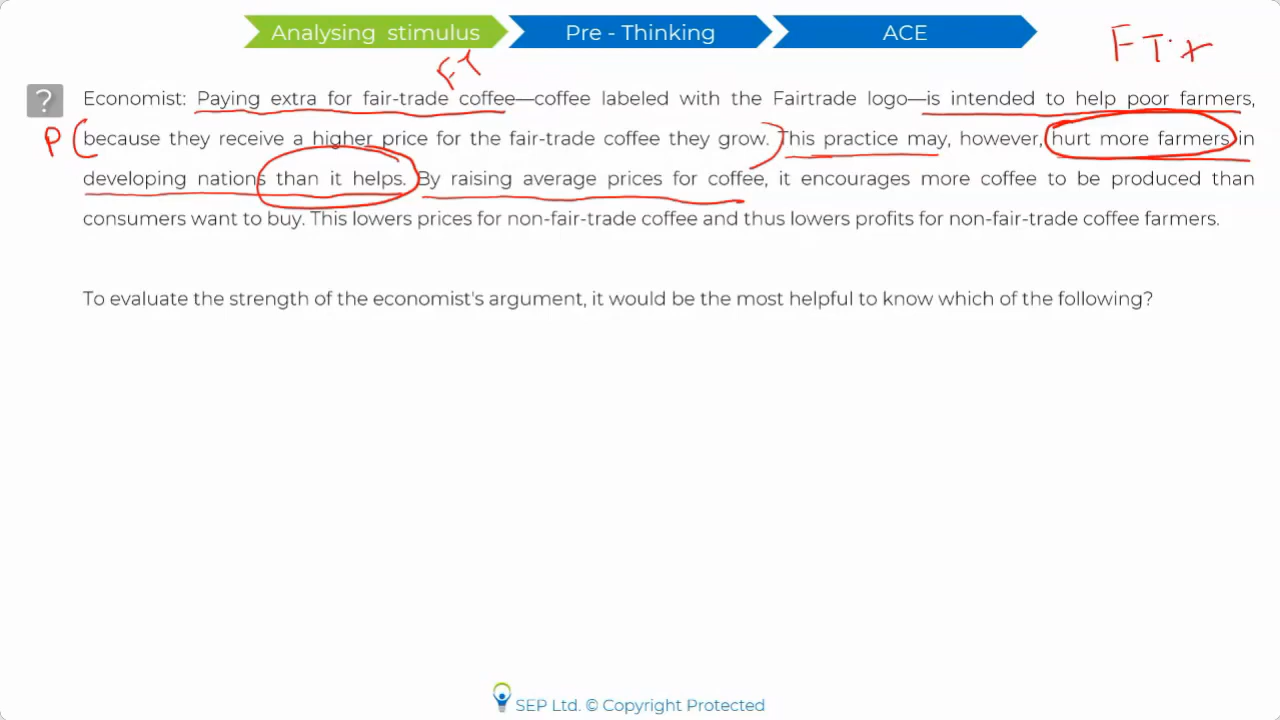 Analysing stimulus
Pre - Thinking
ACE
FT
FT
? Economist: Paying extra for fair-trade coffee—coffee labeled with the Fairtrade logo—is intended to help poor farmers,
P because they receive a higher price for the fair-trade coffee they grow. This practice may, however, hurt more farmers in
developing nations than it helps. By raising average prices for coffee, it encourages more coffee to be produced than
consumers want to buy. This lowers prices for non-fair-trade coffee and thus lowers profits for non-fair-trade coffee farmers.
To evaluate the strength of the economist's argument, it would be the most helpful to know which of the following?
SEP Ltd. © Copyright Protected